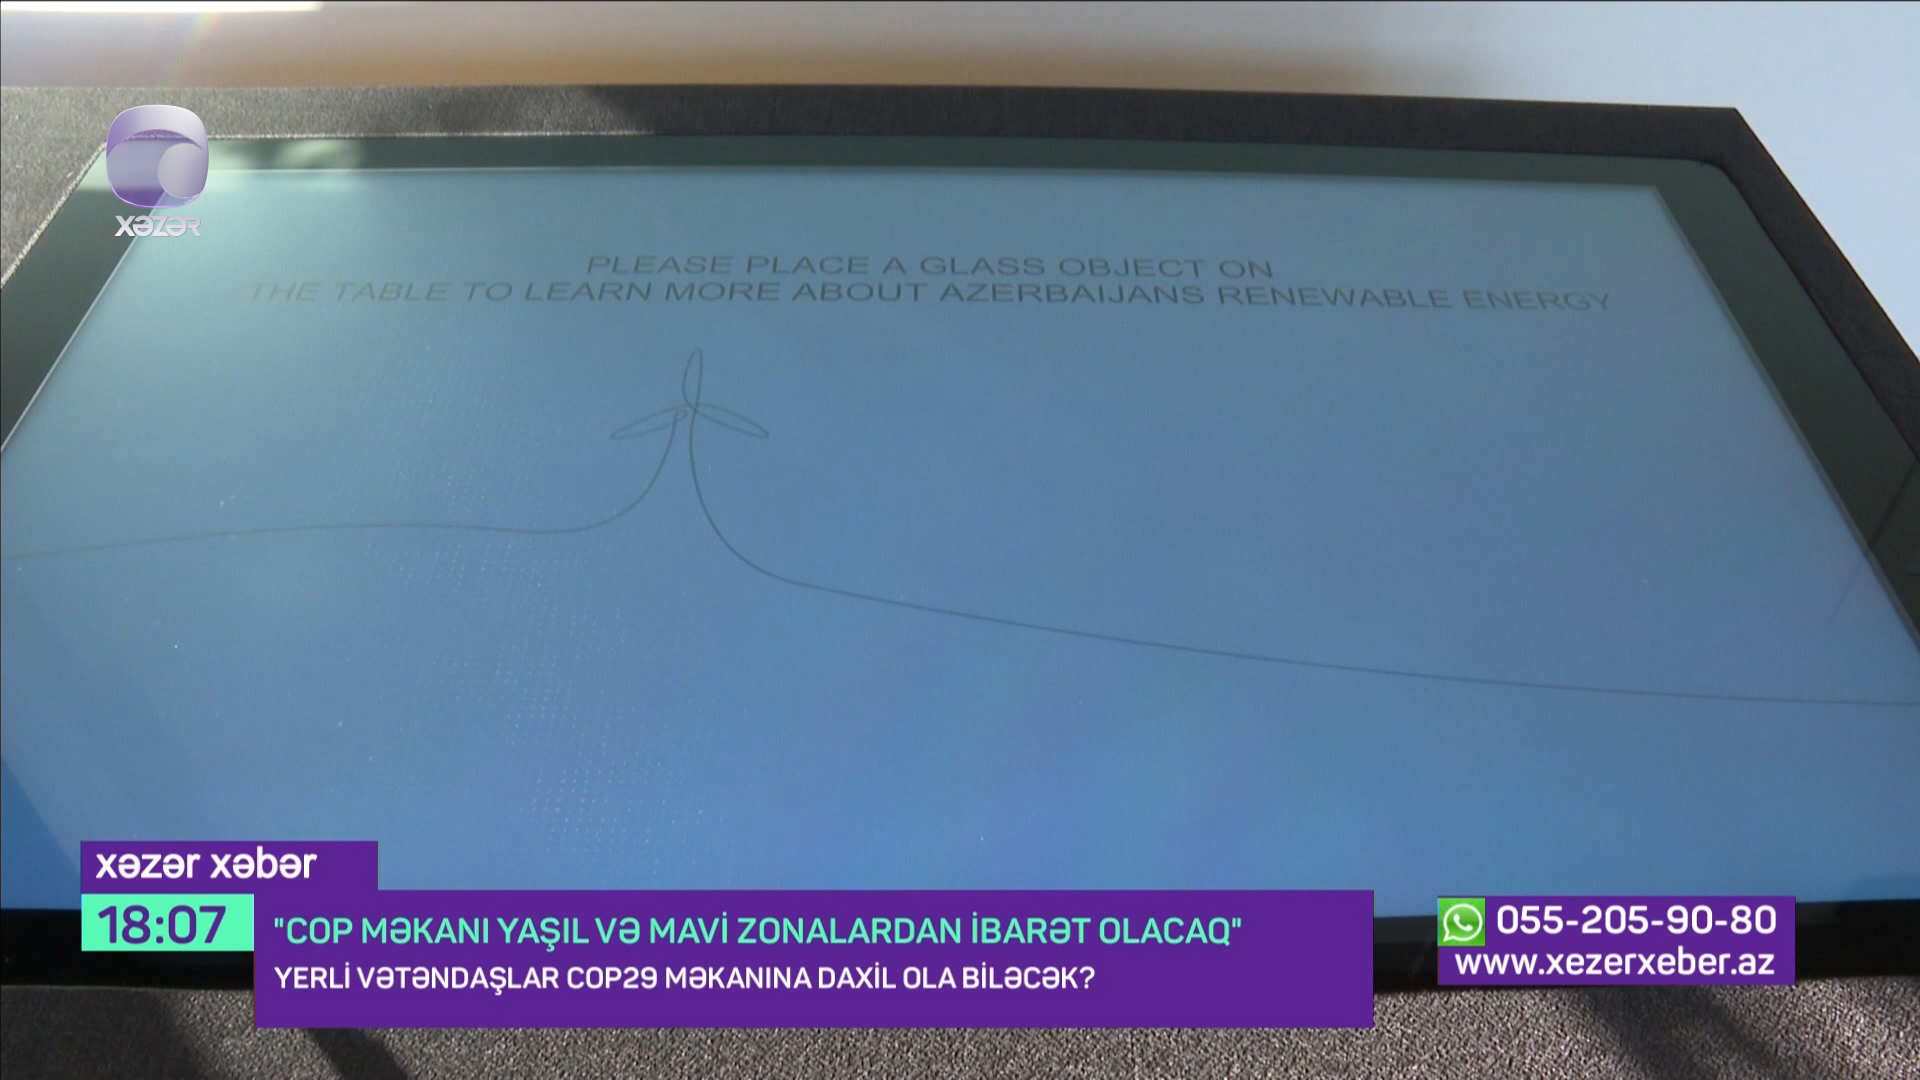 XƏZƏR
PLEASE PLACE A GLASS OBJECT ON
THE TABLE TO LEARN MORE ABOUT AZERBAIJANS RENEWABLE ENERGY
xəzər xəbər
18:07
"COP MƏKANI YAŞIL VƏ MAVİ ZONALARDAN İBARƏT OLACAQ"
YERLİ VƏTƏNDAŞLAR COP29 MƏKANINA DAXİL OLA BİLƏCƏK?
055-205-90-80
www.xezerxeber.az